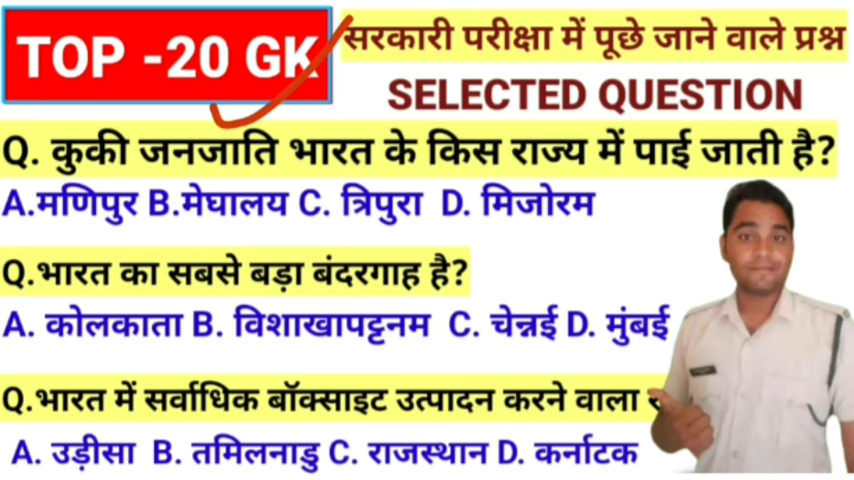 TOP -20 GK
सरकारी परीक्षा में पूछे जाने वाले प्रश्न
SELECTED QUESTION
Q. कुकी जनजाति भारत के किस राज्य में पाई जाती है?
A.मणिपुर B.मेघालय C. त्रिपुरा D. मिजोरम
Q.भारत का सबसे बड़ा बंदरगाह है?
A. कोलकाता B. विशाखापट्टनम C. चेन्नई D. मुंबई
Q.भारत में सर्वाधिक बॉक्साइट उत्पादन करने वाला
A. उड़ीसा B. तमिलनाडु C. राजस्थान D. कर्नाटक